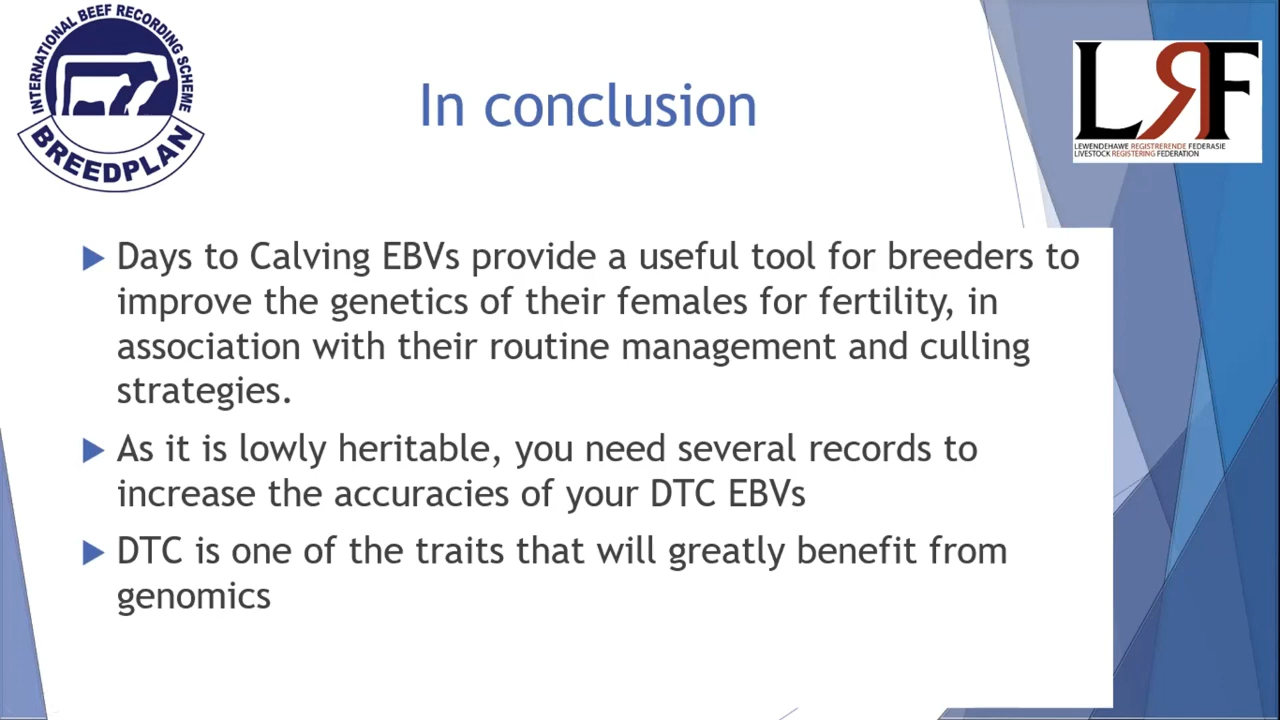 INTERNATIONAL BEEF RECORDING SCHEME
BREEDPLAN
In conclusion
LRF
LEWENDEHAWE REGISTRERENDE FEDERASIE
LIVESTOCK REGISTERING FEDERATION
Days to Calving EBVs provide a useful tool for breeders to
improve the genetics of their females for fertility, in
association with their routine management and culling
strategies.
As it is lowly heritable, you need several records to
increase the accuracies of your DTC EBVs
DTC is one of the traits that will greatly benefit from
genomics